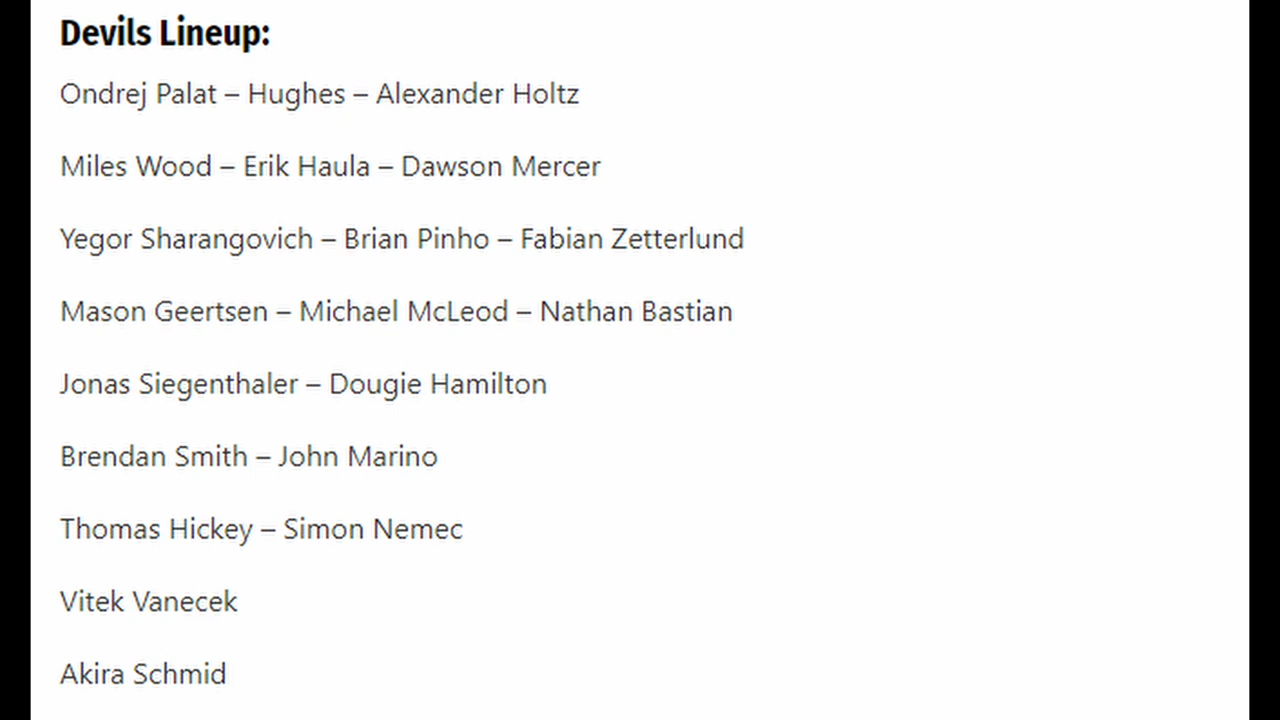 Devils Lineup:
Ondrej Palat – Hughes – Alexander Holtz
Miles Wood – Erik Haula – Dawson Mercer
Yegor Sharangovich – Brian Pinho – Fabian Zetterlund
Mason Geertsen – Michael McLeod – Nathan Bastian
Jonas Siegenthaler – Dougie Hamilton
Brendan Smith – John Marino
Thomas Hickey – Simon Nemec
Vitek Vanecek
Akira Schmid